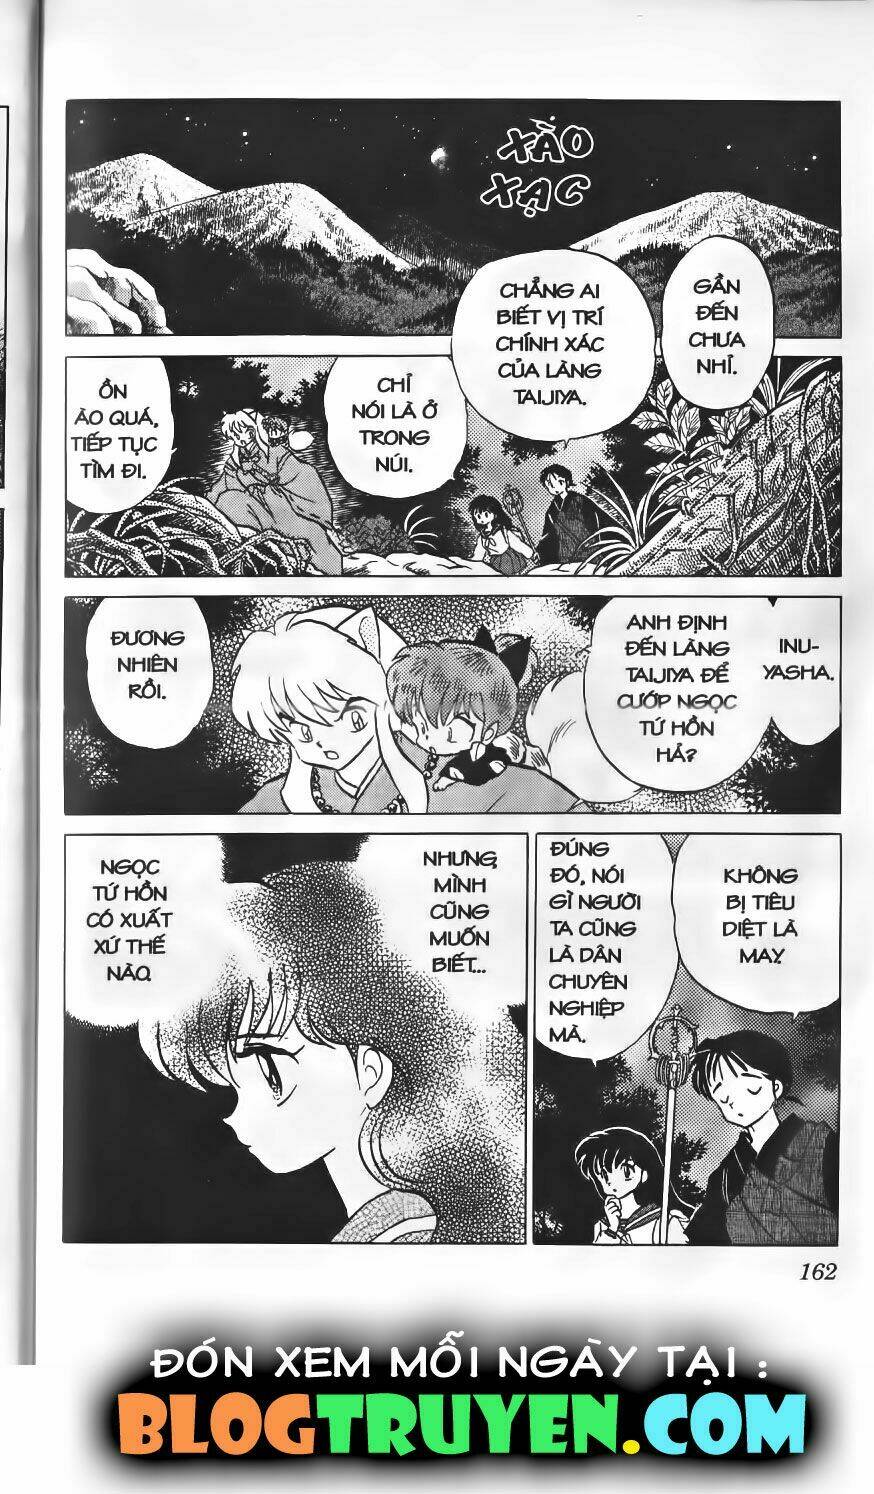 XÀO
XẠC
GẦN
ĐẾN
CHƯA
NHỈ.
CHẲNG AI
BIẾT VỊ TRÍ
CHÍNH XÁC
CỦA LÀNG
TAIJIYA.
CHỈ
NÓI LÀ Ở
TRONG
NÚI.
ỒN
ÀO QUÁ,
TIẾP TỤC
TÌM ĐI.
INU-
YASHA.
ANH ĐỊNH
ĐẾN LÀNG
TAIJIYA ĐỂ
CƯỚP NGỌC
TỨ HỒN
HẢ?
ĐƯƠNG
NHIÊN
RỒI.
KHÔNG
BỊ TIÊU
DIỆT LÀ
MAY.
ĐÚNG
ĐÓ, NÓI
GÌ NGƯỜI
TA CŨNG
LÀ DÂN
CHUYÊN
NGHIỆP
MÀ.
NHƯNG,
MÌNH
CŨNG
MUỐN
BIẾT...
NGỌC
TỨ HỒN
CÓ XUẤT
XỨ THẾ
NÀO.
162
ĐÓN XEM MỖI NGÀY TẠI :
BLOGTRUYEN.COM